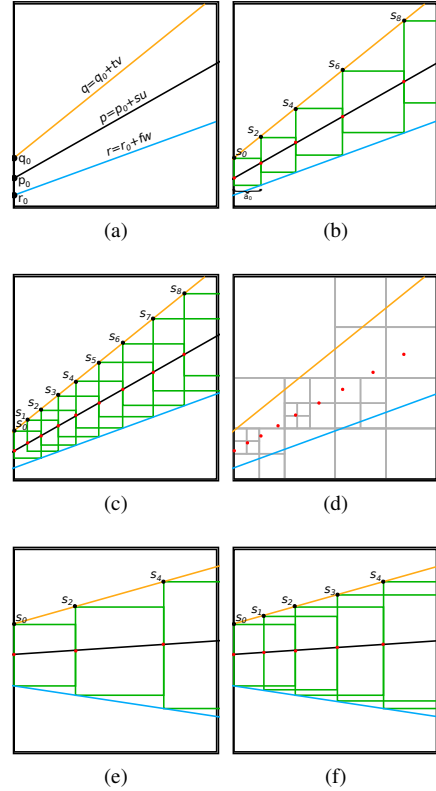 q=q₀+tv
p=p₀+su
r=r₀+fw
q₀
p₀
r₀
(a)
s₈
s₆
s₄
s₂
s₀
a₀
(b)
s₈
s₇
s₆
s₅
s₄
s₃
s₂
s₁
s₀
(c)
(d)
s₄
s₂
s₀
(e)
s₄
s₃
s₂
s₁
s₀
(f)